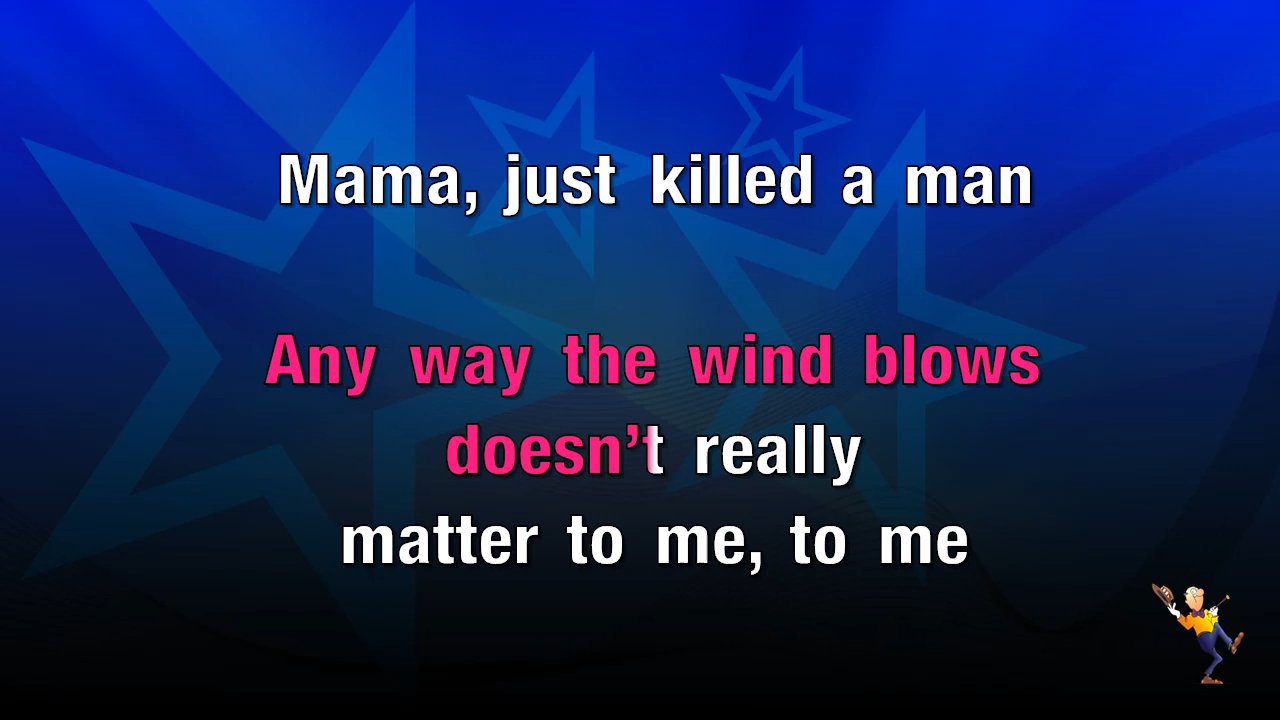 Mama, just killed a man
Any way the wind blows
doesn’t really
matter to me, to me